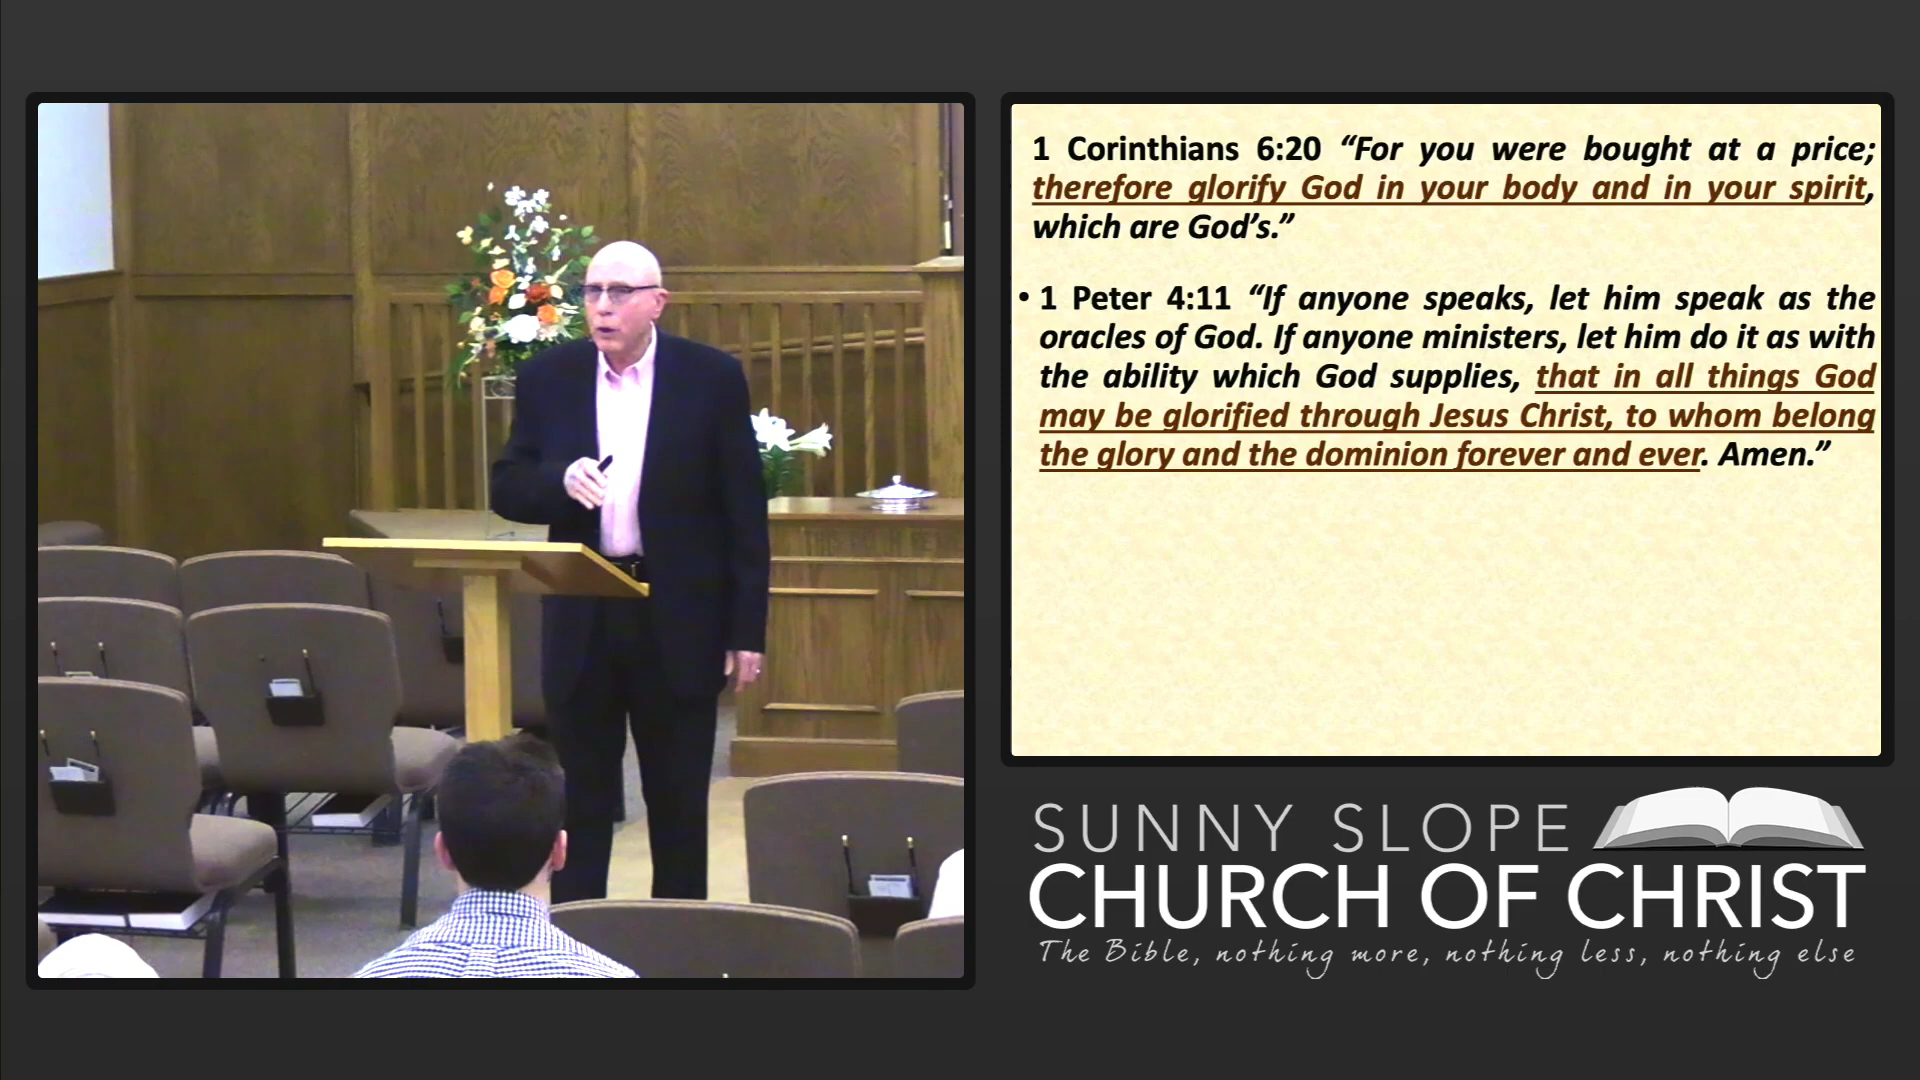 1 Corinthians 6:20 “For you were bought at a price;
therefore glorify God in your body and in your spirit,
which are God’s.”
• 1 Peter 4:11 “If anyone speaks, let him speak as the
oracles of God. If anyone ministers, let him do it as with
the ability which God supplies, that in all things God
may be glorified through Jesus Christ, to whom belong
the glory and the dominion forever and ever. Amen.”
SUNNY SLOPE
CHURCH OF CHRIST
The Bible, nothing more, nothing less, nothing else